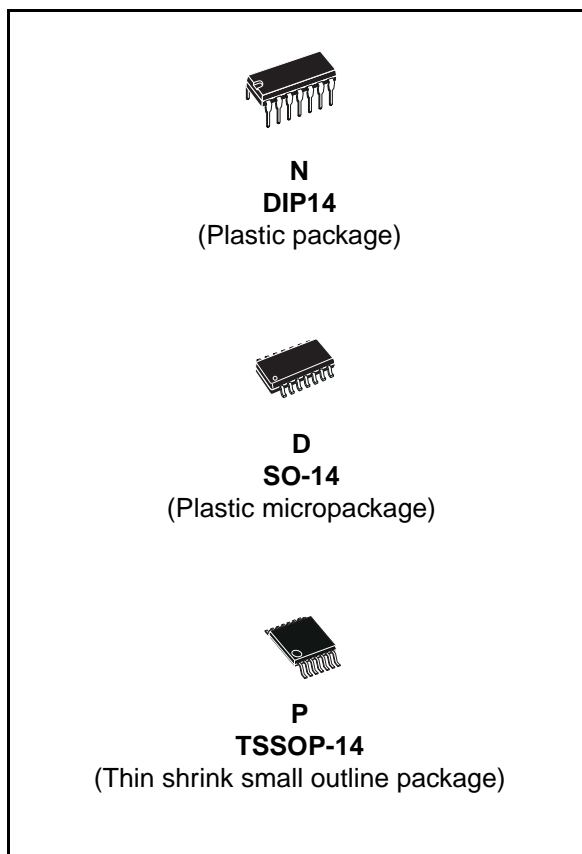 N
DIP14
(Plastic package)
D
SO-14
(Plastic micropackage)
P
TSSOP-14
(Thin shrink small outline package)